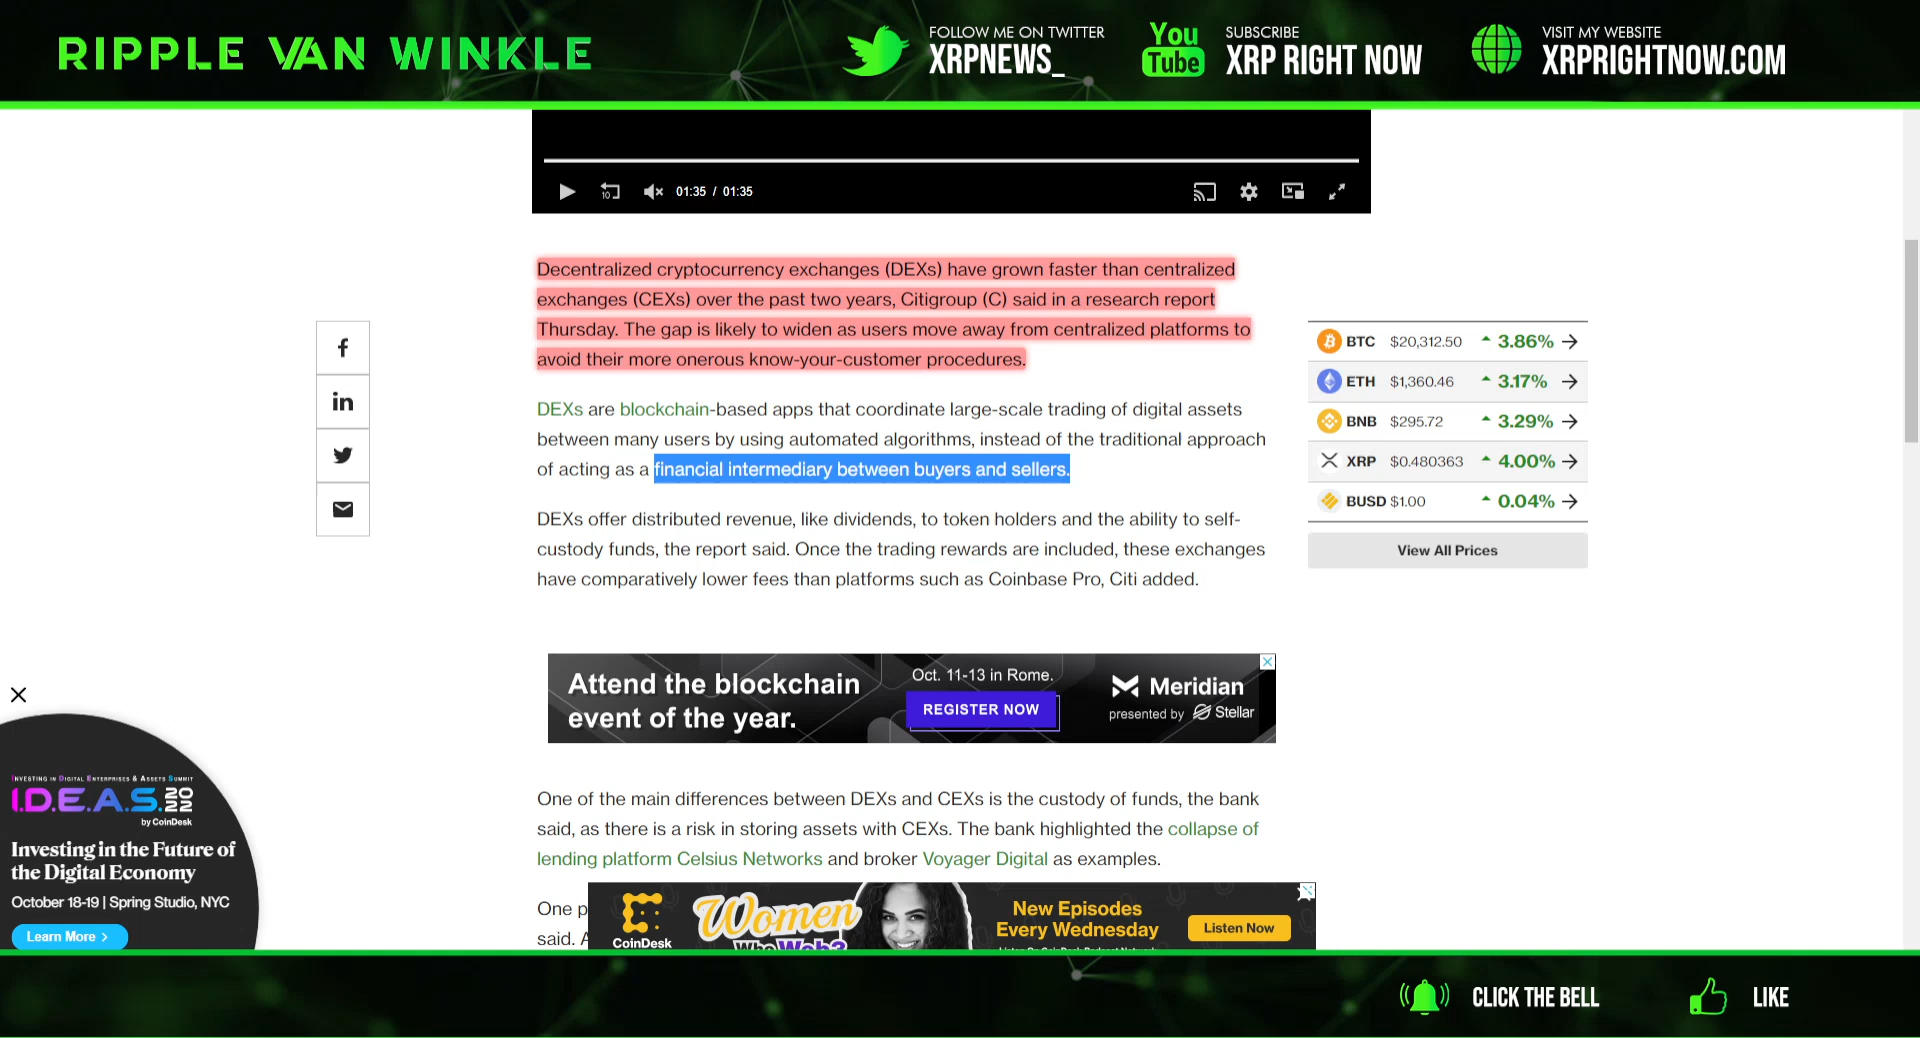 RIPPLE VAN WINKLE
FOLLOW ME ON TWITTER
XRPNEWS_
You
Tube
SUBSCRIBE
XRP RIGHT NOW
VISIT MY WEBSITE
XRPRIGHTNOW.COM
10
01:35 / 01:35
Decentralized cryptocurrency exchanges (DEXs) have grown faster than centralized
exchanges (CEXs) over the past two years, Citigroup (C) said in a research report
Thursday. The gap is likely to widen as users move away from centralized platforms to
avoid their more onerous know-your-customer procedures.
DEXs are blockchain-based apps that coordinate large-scale trading of digital assets
between many users by using automated algorithms, instead of the traditional approach
of acting as a financial intermediary between buyers and sellers.
DEXs offer distributed revenue, like dividends, to token holders and the ability to self-
custody funds, the report said. Once the trading rewards are included, these exchanges
have comparatively lower fees than platforms such as Coinbase Pro, Citi added.
f
in
BTC $20,312.50 3.86%
ETH $1,360.46 3.17%
BNB $295.72 3.29%
XRP $0.480363 4.00%
BUSD $1.00 0.04%
View All Prices
Attend the blockchain
event of the year.
Oct. 11-13 in Rome.
REGISTER NOW
Meridian
presented by Stellar
INVESTING IN DIGITAL ENTERPRISES & ASSETS SUMMIT
I.D.E.A.S. 2022
by CoinDesk
Investing in the Future of
the Digital Economy
October 18-19 | Spring Studio, NYC
Learn More >
One of the main differences between DEXs and CEXs is the custody of funds, the bank
said, as there is a risk in storing assets with CEXs. The bank highlighted the collapse of
lending platform Celsius Networks and broker Voyager Digital as examples.
One p
said. A
CoinDesk
Women
Who Web3
New Episodes
Every Wednesday
Listen Now
CLICK THE BELL
LIKE